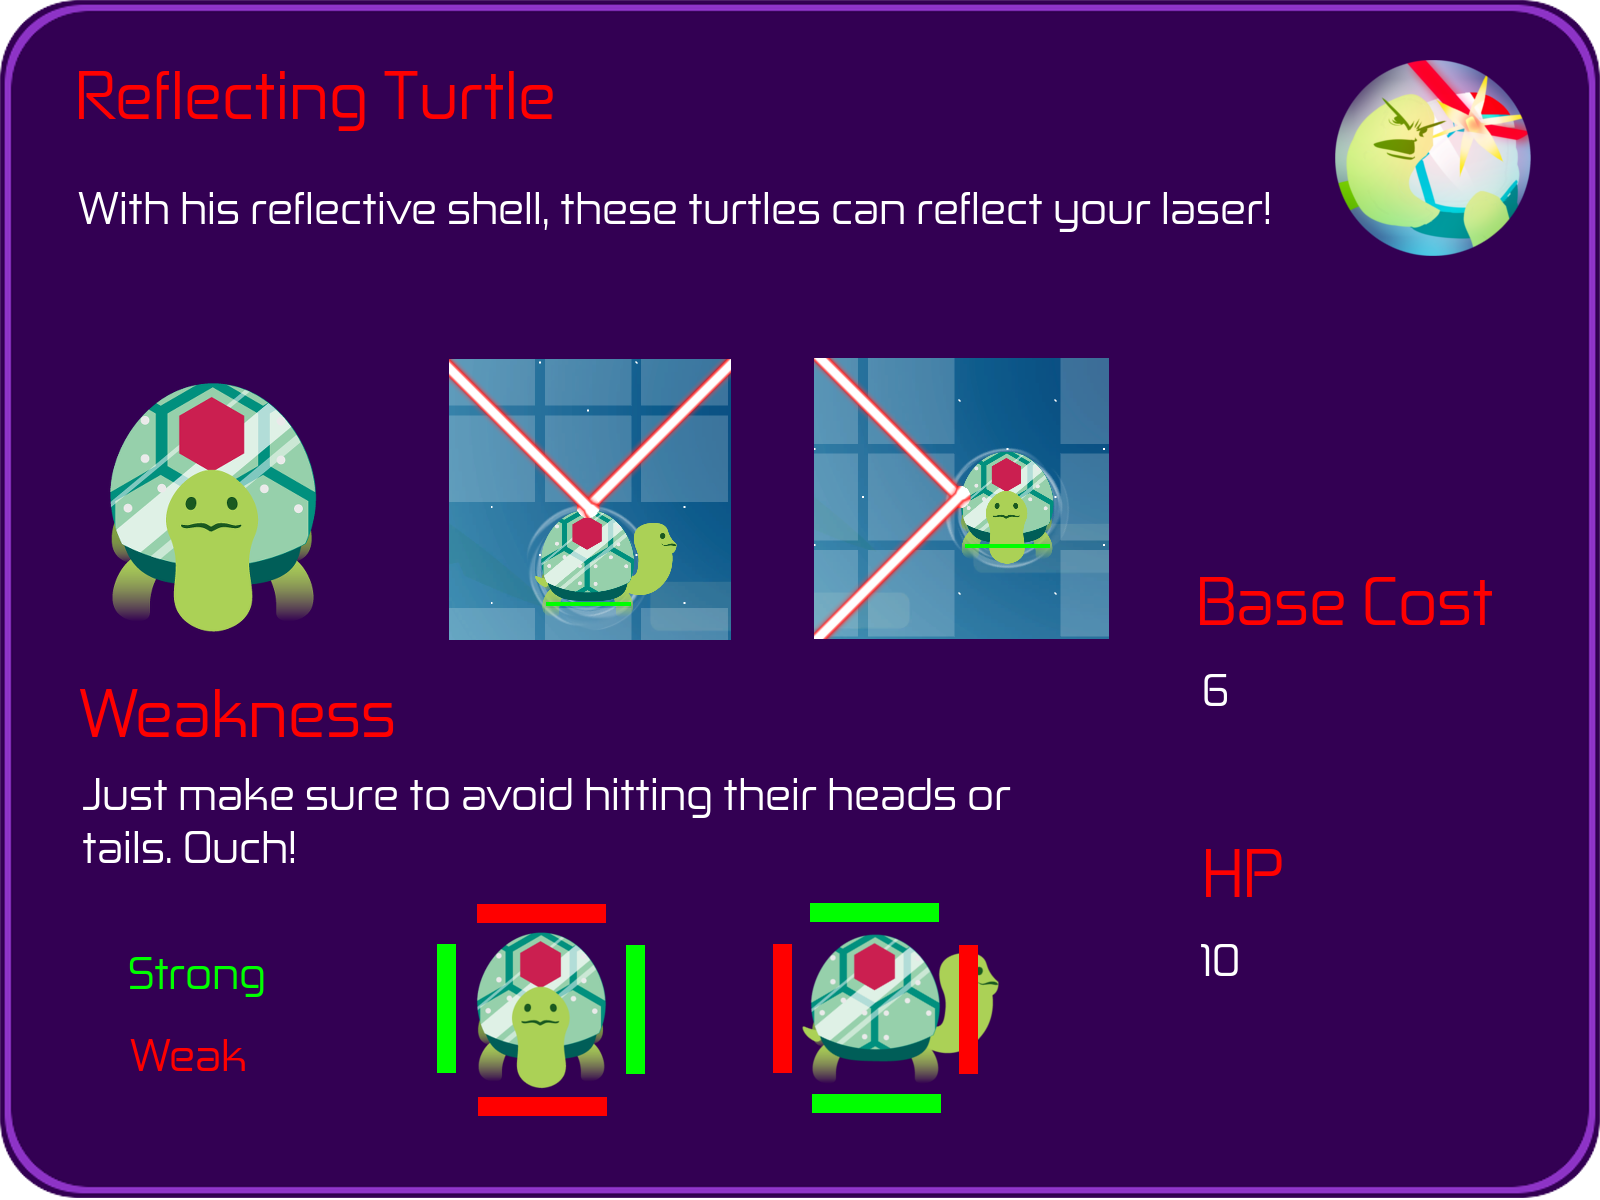 Reflecting Turtle
With his reflective shell, these turtles can reflect your laser!
Base Cost
6
Weakness
Just make sure to avoid hitting their heads or
tails. Ouch!
HP
10
Strong
Weak